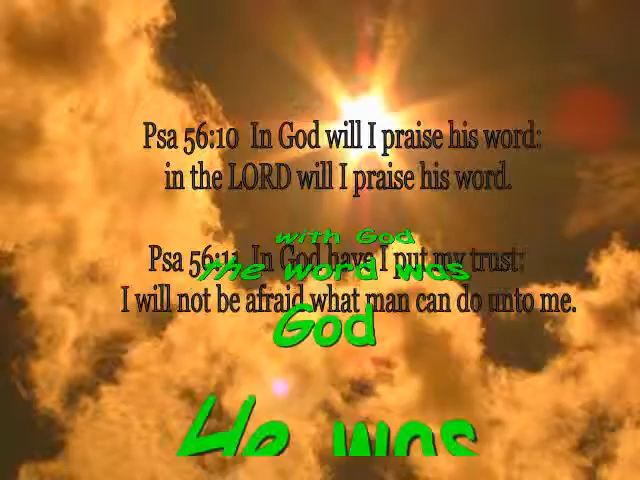 Psa 56:10 In God will I praise his word:
in the LORD will I praise his word.
with God
Psa 56:11 In God have I put my trust:
the word was
I will not be afraid what man can do unto me.
God
He was